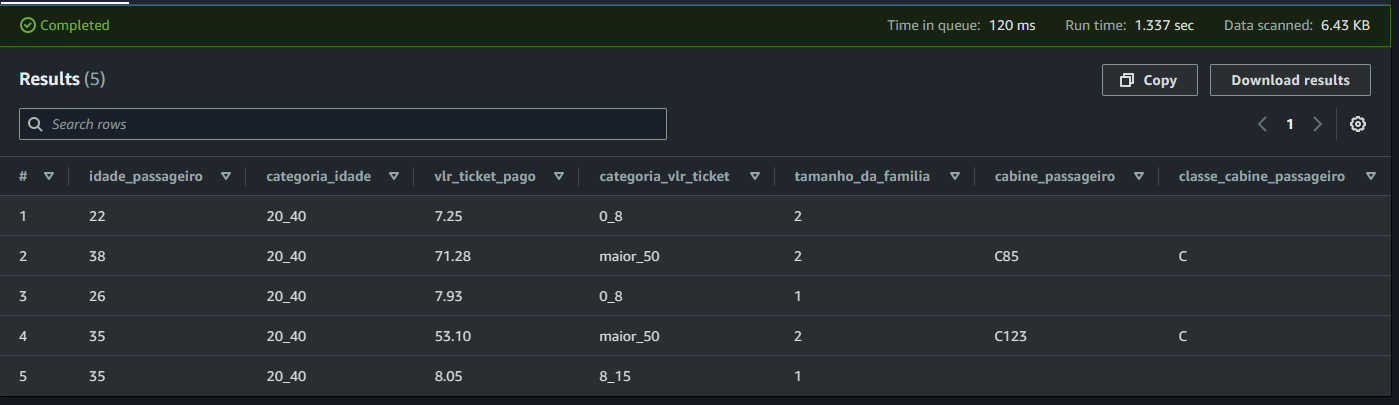 Completed Time in queue: 120 ms Run time: 1.337 sec Data scanned: 6.43 KB
Results (5) Copy Download results
Search rows 1
# idade_passageiro categoria_idade vlr_ticket_pago categoria_vlr_ticket tamanho_da_familia cabine_passageiro classe_cabine_passageiro
1 22 20_40 7.25 0_8 2
2 38 20_40 71.28 maior_50 2 C85 C
3 26 20_40 7.93 0_8 1
4 35 20_40 53.10 maior_50 2 C123 C
5 35 20_40 8.05 8_15 1